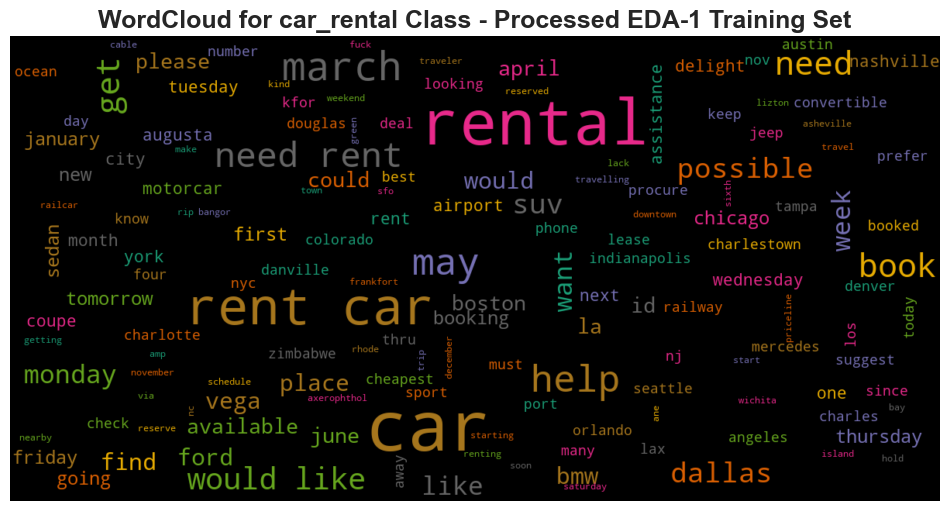 WordCloud for car_rental Class - Processed EDA-1 Training Set
cable
fuck
austin
number
traveler
get
please
march
april
nov
need
nashville
ocean
tuesday
kind
looking
reserved
delight
weekend
kfor
deal
rental
assistance
lizton
convertible
day
augusta
douglas
green
keep
asheville
january
make
need rent
jeep
travel
prefer
city
lack
possible
new
could
best
would
travelling
procure
motorcar
town
sfo
sixth
railcar
rip
bangor
know
airport
suv
rent
downtown
chicago
tampa
week
booked
first
phone
sedan
month
colorado
lease
charlestown
york
may
want
indianapolis
book
four
danville
tomorrow
nyc
frankfort
next
id
railway
wednesday
denver
rent car
boston
priceline
coupe
booking
la
los
today
getting
charlotte
thru
mercedes
zimbabwe
rhode
trip
december
nj
suggest
amp
november
must
start
monday
schedule
place
cheapest
help
seattle
one
since
via
vega
axerophthol
sport
wichita
nc
reserve
port
ane
charles
bay
check
available
car
orlando
nearby
june
starting
angeles
thursday
friday
find
ford
renting
many
lax
island
away
soon
hold
going
would like
like
bmw
saturday
dallas